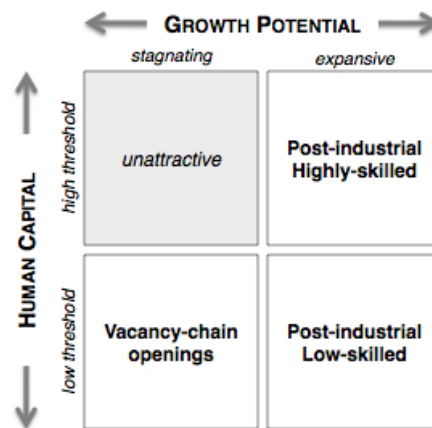 GROWTH POTENTIAL
stagnating expansive
HUMAN CAPITAL
high threshold
unattractive
Post-industrial
Highly-skilled
low threshold
Vacancy-chain
openings
Post-industrial
Low-skilled